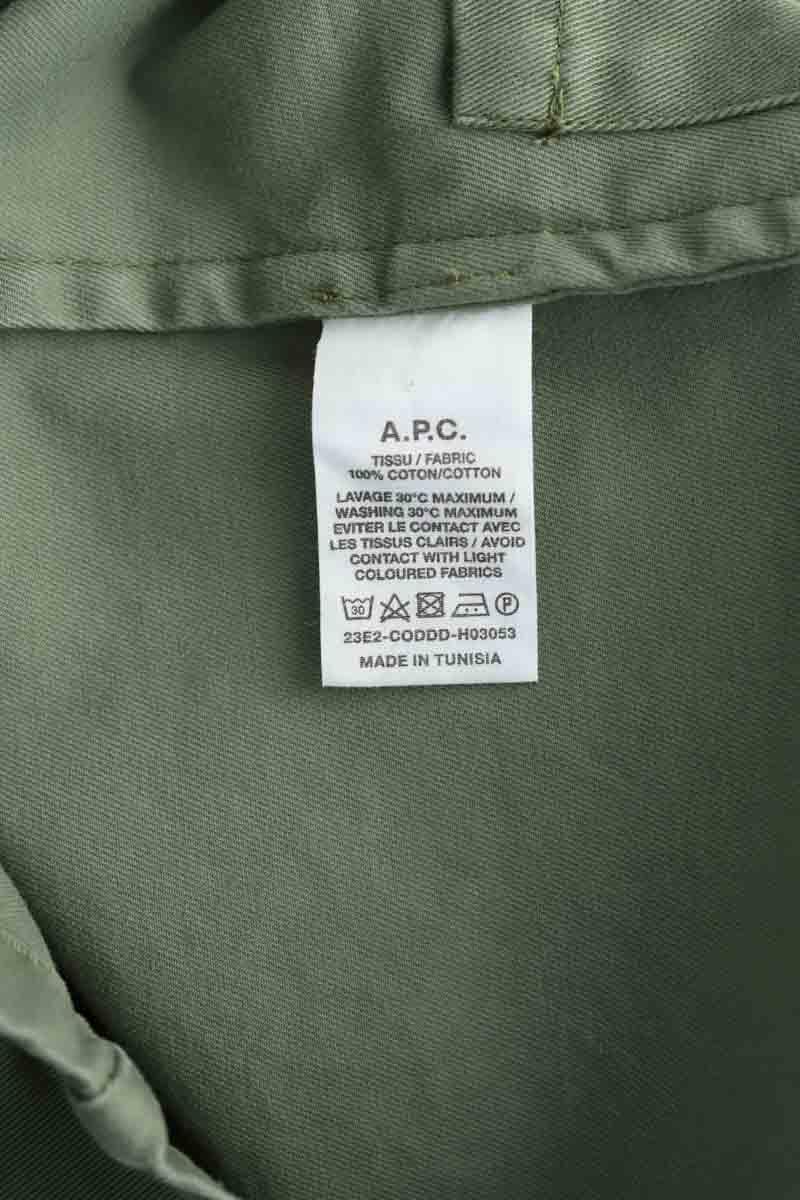 A.P.C.
TISSU / FABRIC
100% COTON/COTTON
LAVAGE 30°C MAXIMUM /
WASHING 30°C MAXIMUM
EVITER LE CONTACT AVEC
LES TISSUS CLAIRS / AVOID
CONTACT WITH LIGHT
COLOURED FABRICS
30 P
23E2-CODDD-H03053
MADE IN TUNISIA